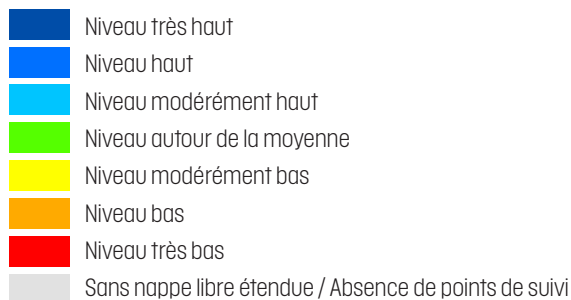 Niveau très haut
Niveau haut
Niveau modérément haut
Niveau autour de la moyenne
Niveau modérément bas
Niveau bas
Niveau très bas
Sans nappe libre étendue / Absence de points de suivi